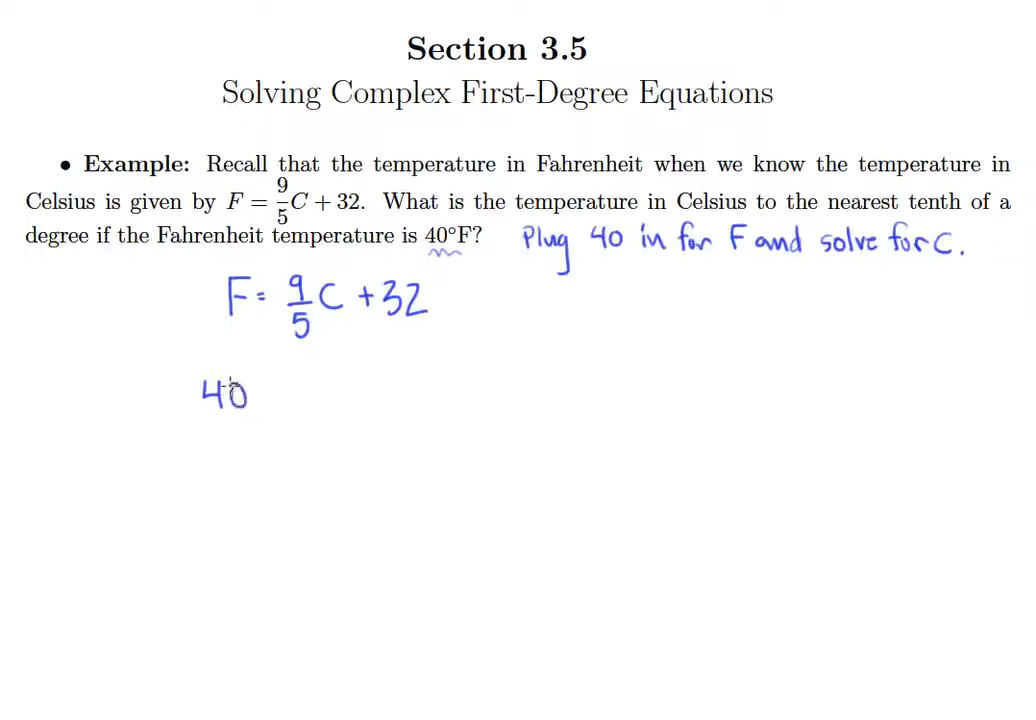 Section 3.5
Solving Complex First-Degree Equations
• Example: Recall that the temperature in Fahrenheit when we know the temperature in
Celsius is given by F = 9/5 C + 32. What is the temperature in Celsius to the nearest tenth of a
degree if the Fahrenheit temperature is 40°F? Plug 40 in for F and solve for C.
F = 9/5 C + 32
40